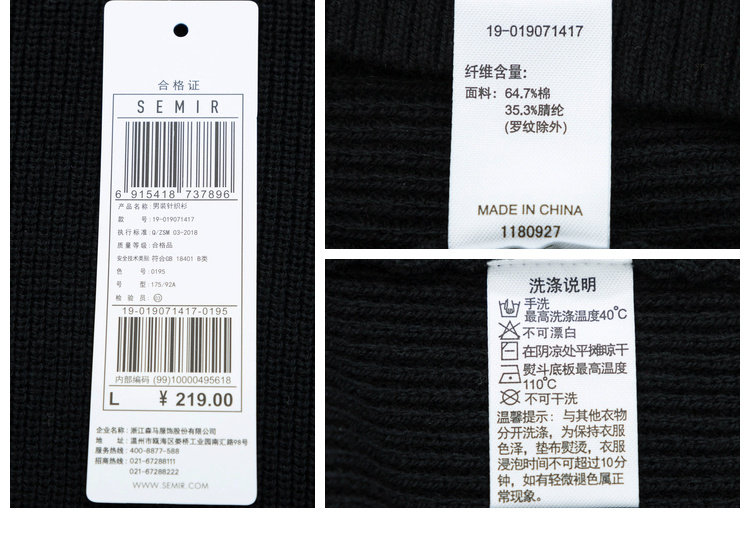 合格证
SEMIR
6 915418 737896
产品名称:男装针织衫
款 号:19-019071417
执行标准:Q/ZSM 03-2018
质量等级:合格品
安全技术类别:符合GB 18401 B类
色 号:0195
号 型:175/92A
检 验 员:
19-019071417-0195
内部编码 (99)10000495618
L ¥ 219.00
企业名称:浙江森马服饰股份有限公司
地 址:温州市瓯海区娄桥工业园南汇路98号
服务热线:400-8877-588
招商热线:021-67288111
021-67288222
WWW.SEMIR.COM
19-019071417
纤维含量:
面料: 64.7%棉
35.3%腈纶
(罗纹除外)
MADE IN CHINA
1180927
洗涤说明
手洗
最高洗涤温度40℃
不可漂白
在阴凉处平摊晾干
熨斗底板最高温度
110℃
不可干洗
温馨提示:与其他衣物
分开洗涤,为保持衣服
色泽,垫布熨烫,衣服
浸泡时间不可超过10分
钟,如有轻微褪色属正
常现象。